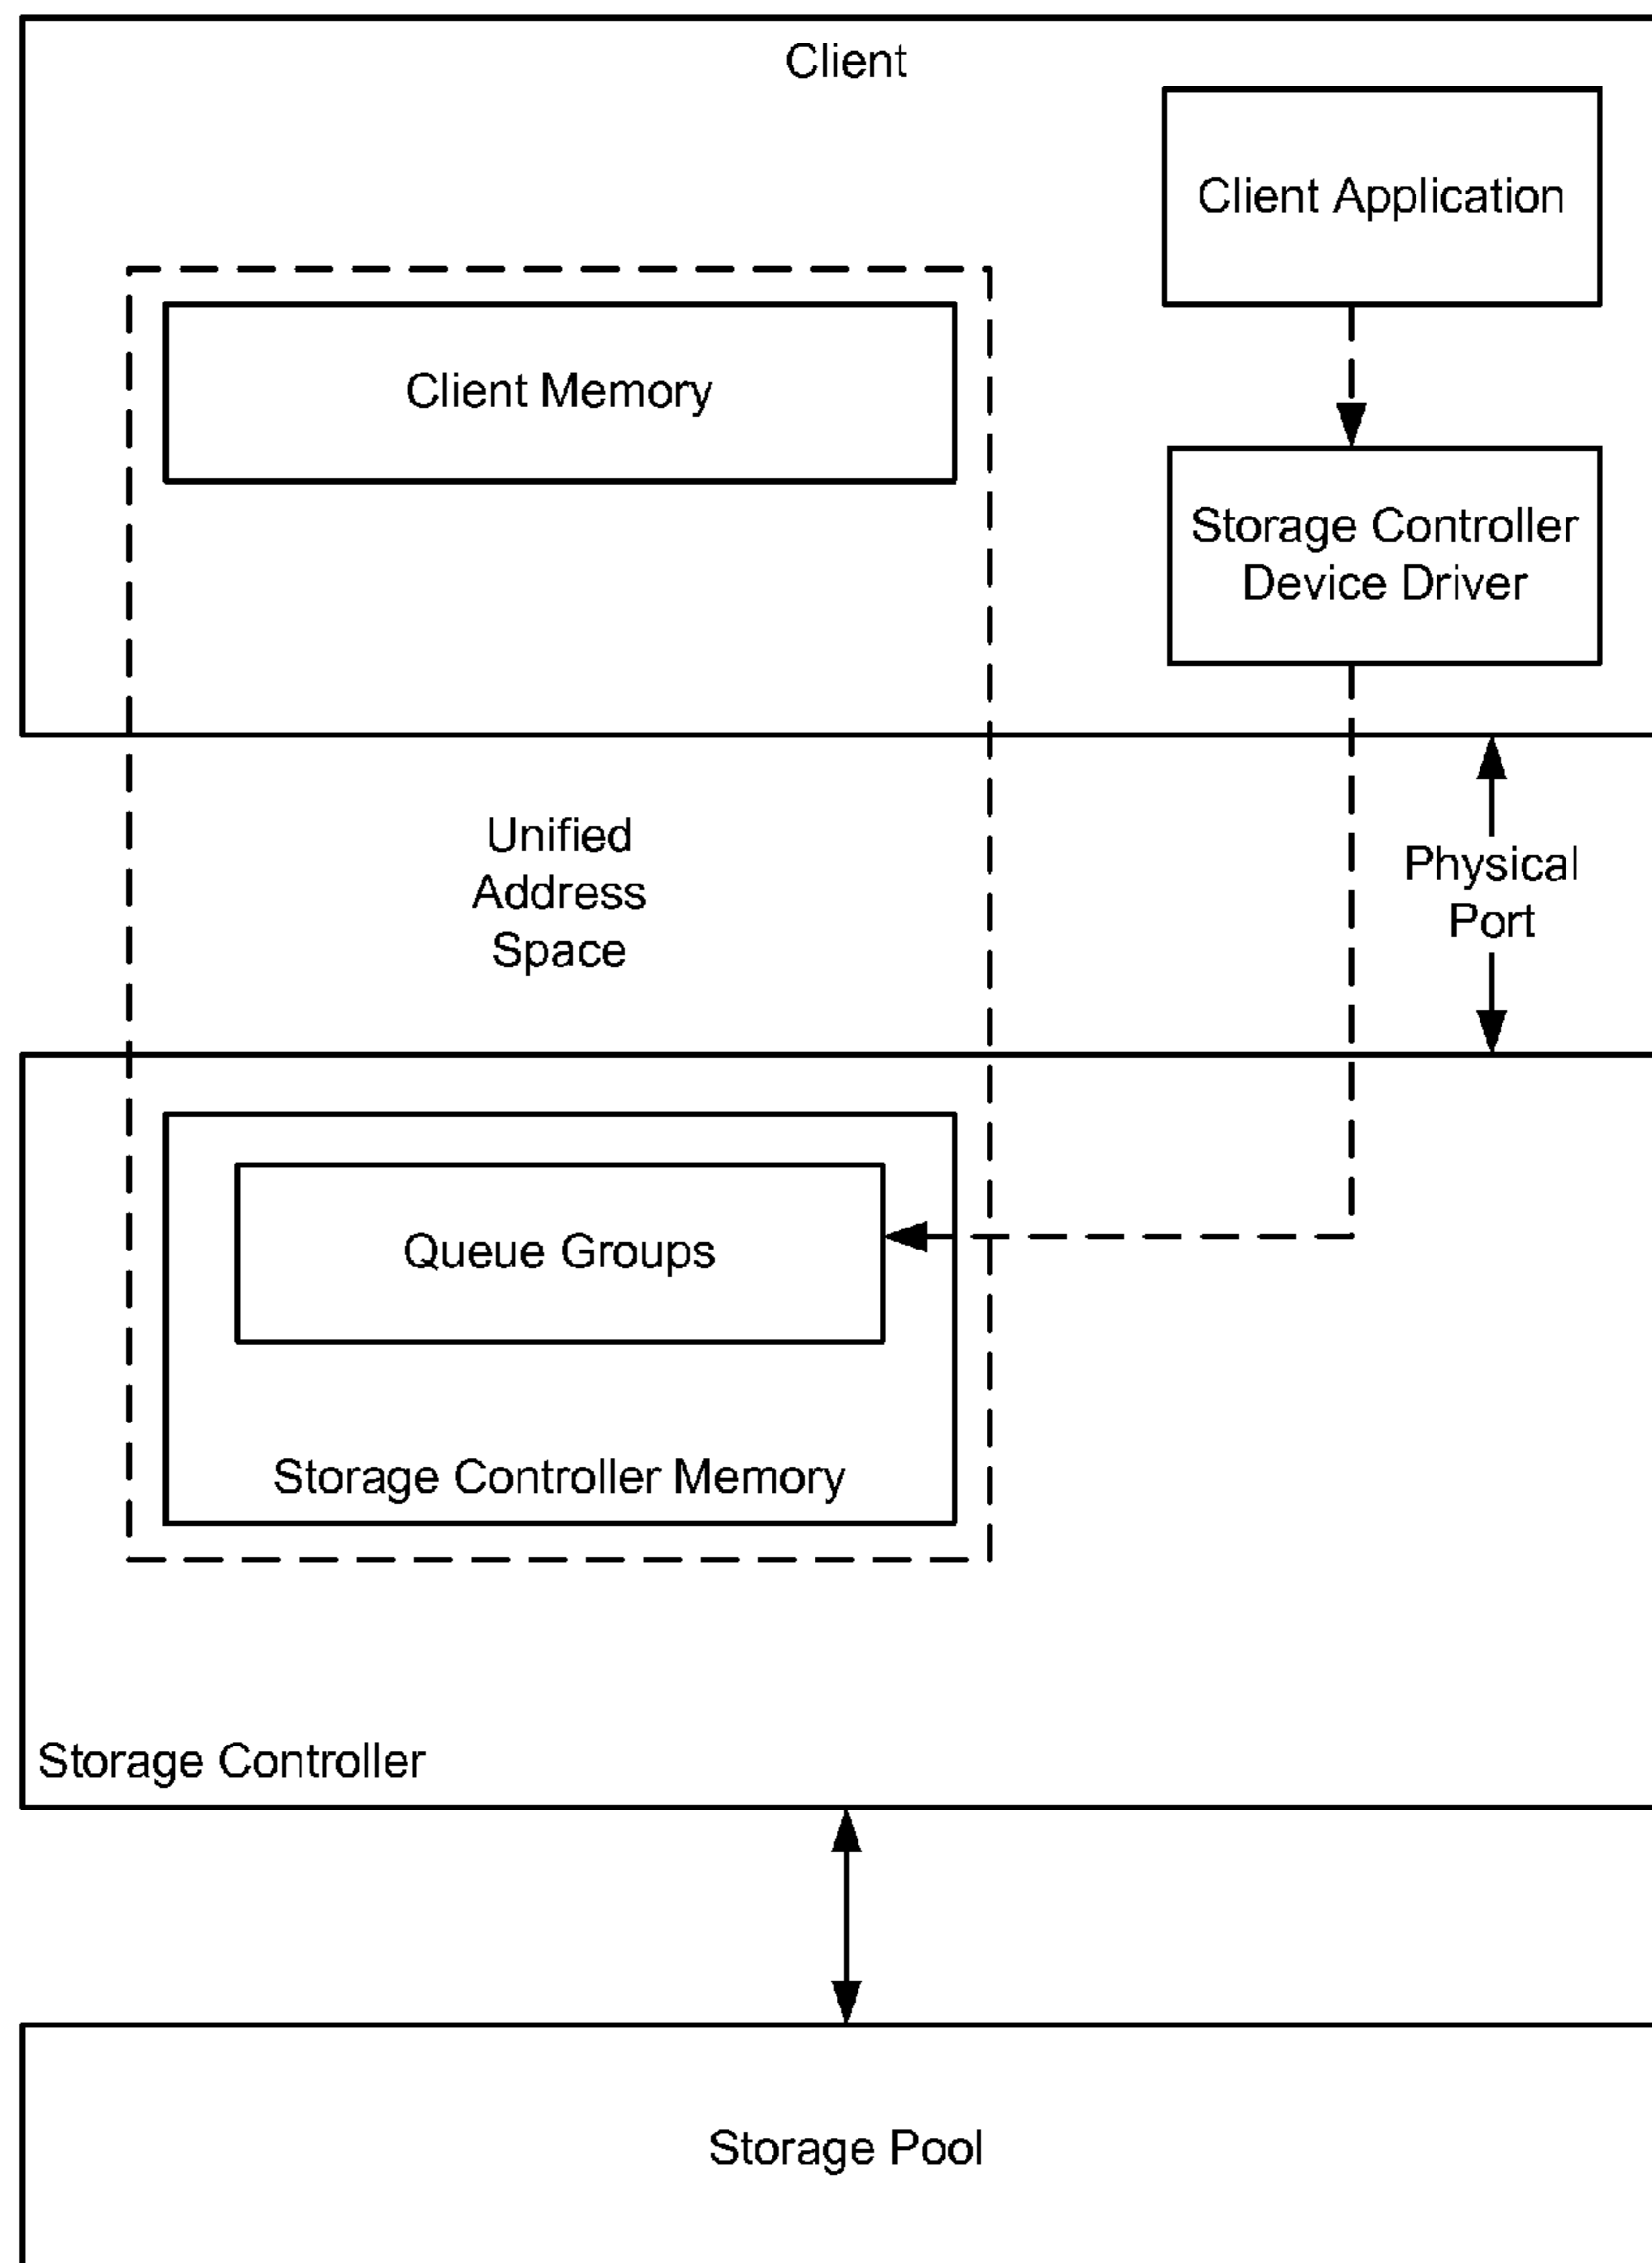 Client
Client Application
Client Memory
Storage Controller
Device Driver
Unified
Address
Space
Physical
Port
Queue Groups
Storage Controller Memory
Storage Controller
Storage Pool